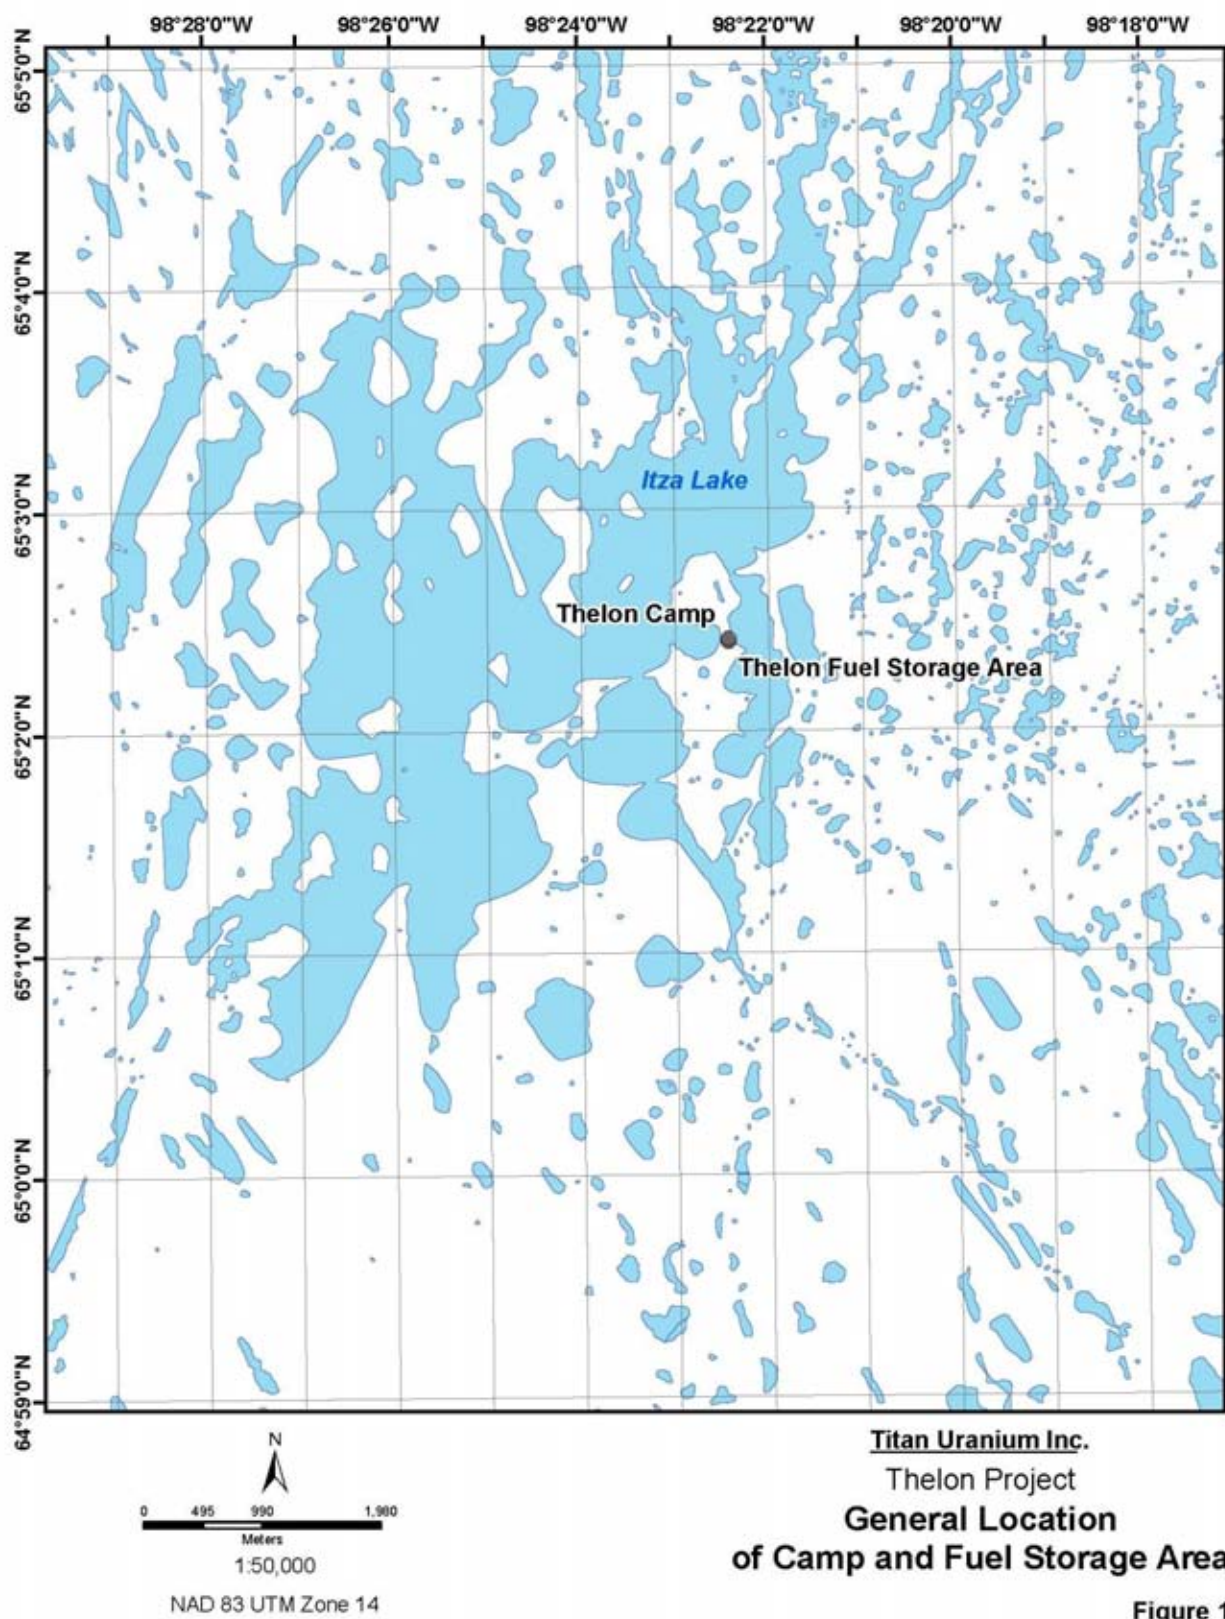 98°28'0"W 98°26'0"W 98°24'0"W 98°22'0"W 98°20'0"W 98°18'0"W
65°5'0"N
65°4'0"N
Itza Lake
65°3'0"N
Thelon Camp
Thelon Fuel Storage Area
65°2'0"N
65°1'0"N
65°0'0"N
64°59'0"N
N
0 495 990 1,980
Meters
1:50,000
NAD 83 UTM Zone 14
Titan Uranium Inc.
Thelon Project
General Location
of Camp and Fuel Storage Area
Figure 1